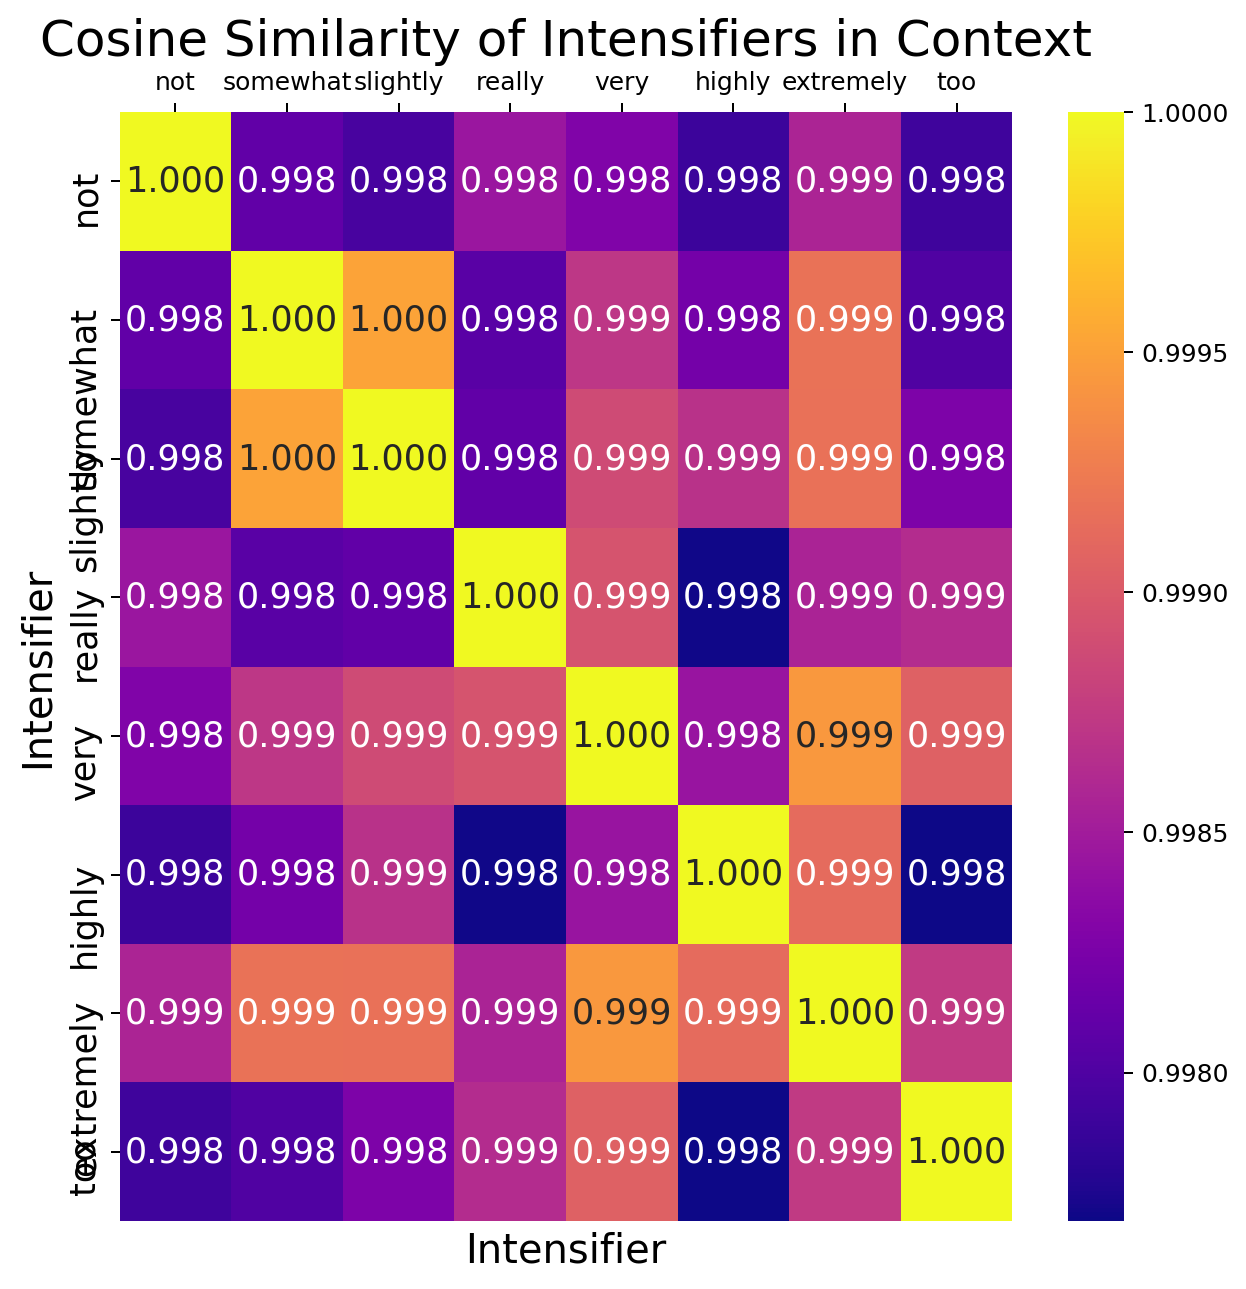 Cosine Similarity of Intensifiers in Context
not somewhat slightly really very highly extremely too
not 1.000 0.998 0.998 0.998 0.998 0.998 0.999 0.998
somewhat 0.998 1.000 1.000 0.998 0.999 0.998 0.999 0.998
slightly 0.998 1.000 1.000 0.998 0.999 0.999 0.999 0.998
really 0.998 0.998 0.998 1.000 0.999 0.998 0.999 0.999
very 0.998 0.999 0.999 0.999 1.000 0.998 0.999 0.999
highly 0.998 0.998 0.999 0.998 0.998 1.000 0.999 0.998
extremely 0.999 0.999 0.999 0.999 0.999 0.999 1.000 0.999
too 0.998 0.998 0.998 0.999 0.999 0.998 0.999 1.000
Intensifier
Intensifier
1.0000
0.9995
0.9990
0.9985
0.9980